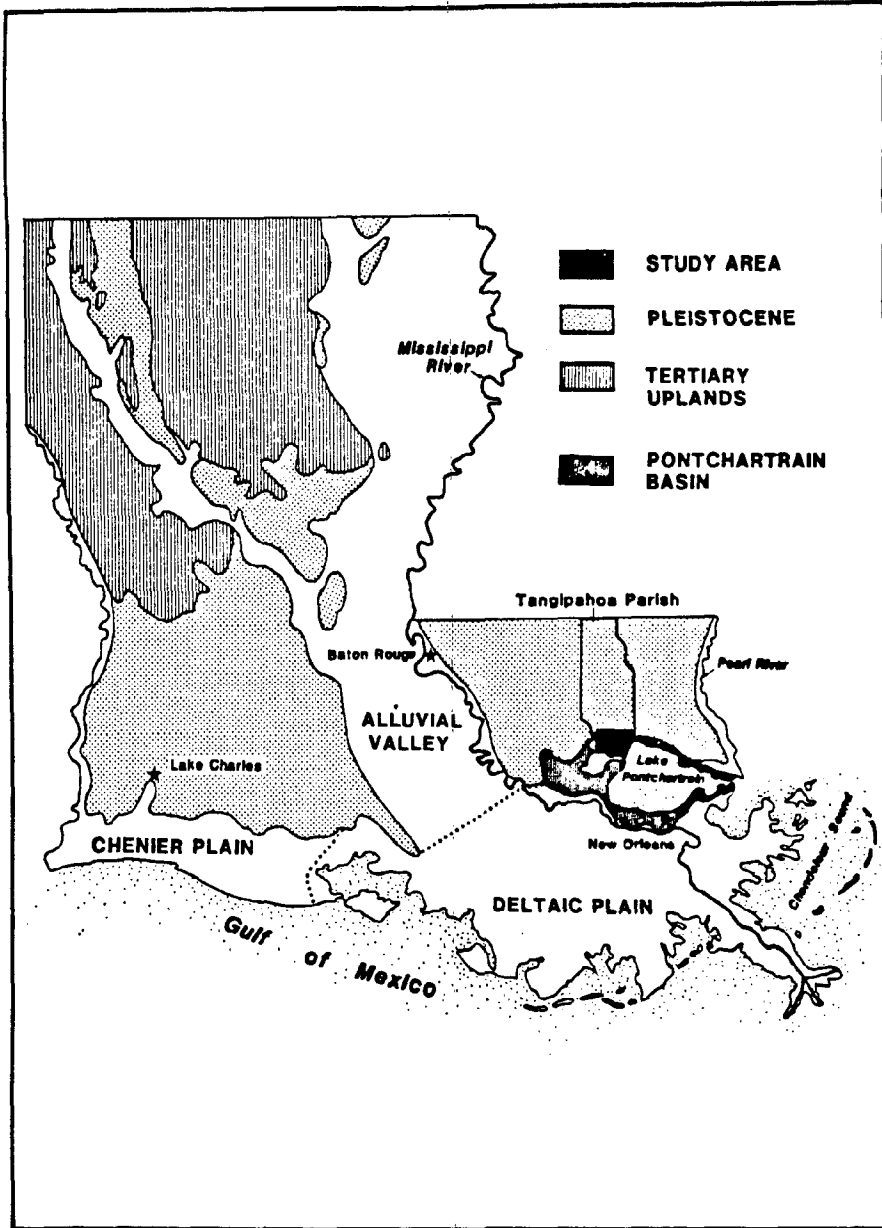 STUDY AREA
PLEISTOCENE
Mississippi
River
TERTIARY
UPLANDS
PONTCHARTRAIN
BASIN
Tangipahoa Parish
Baton Rouge
Pearl River
ALLUVIAL
VALLEY
Lake
Pontchartrain
Lake Charles
CHENIER PLAIN
New Orleans
Chandeleur Sound
DELTAIC PLAIN
Gulf of Mexico